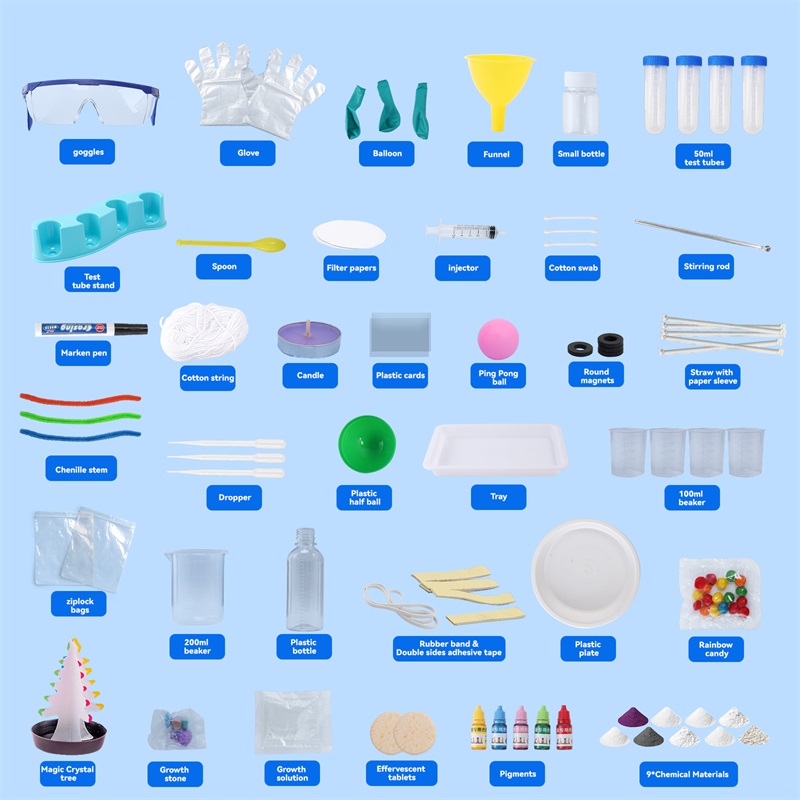 goggles
Glove
Balloon
Funnel
Small bottle
50ml
test tubes
Test
tube stand
Spoon
Filter papers
injector
Cotton swab
Stirring rod
Erasing
Marken pen
Cotton string
Candle
Plastic cards
Ping Pong
ball
Round
magnets
Straw with
paper sleeve
Chenille stem
Dropper
Plastic
half ball
Tray
100ml
beaker
ziplock
bags
200ml
beaker
Plastic
bottle
Rubber band &
Double sides adhesive tape
Plastic
plate
Rainbow
candy
Magic Crystal
tree
Growth
stone
Growth
solution
Effervescent
tablets
Pigments
9*Chemical Materials